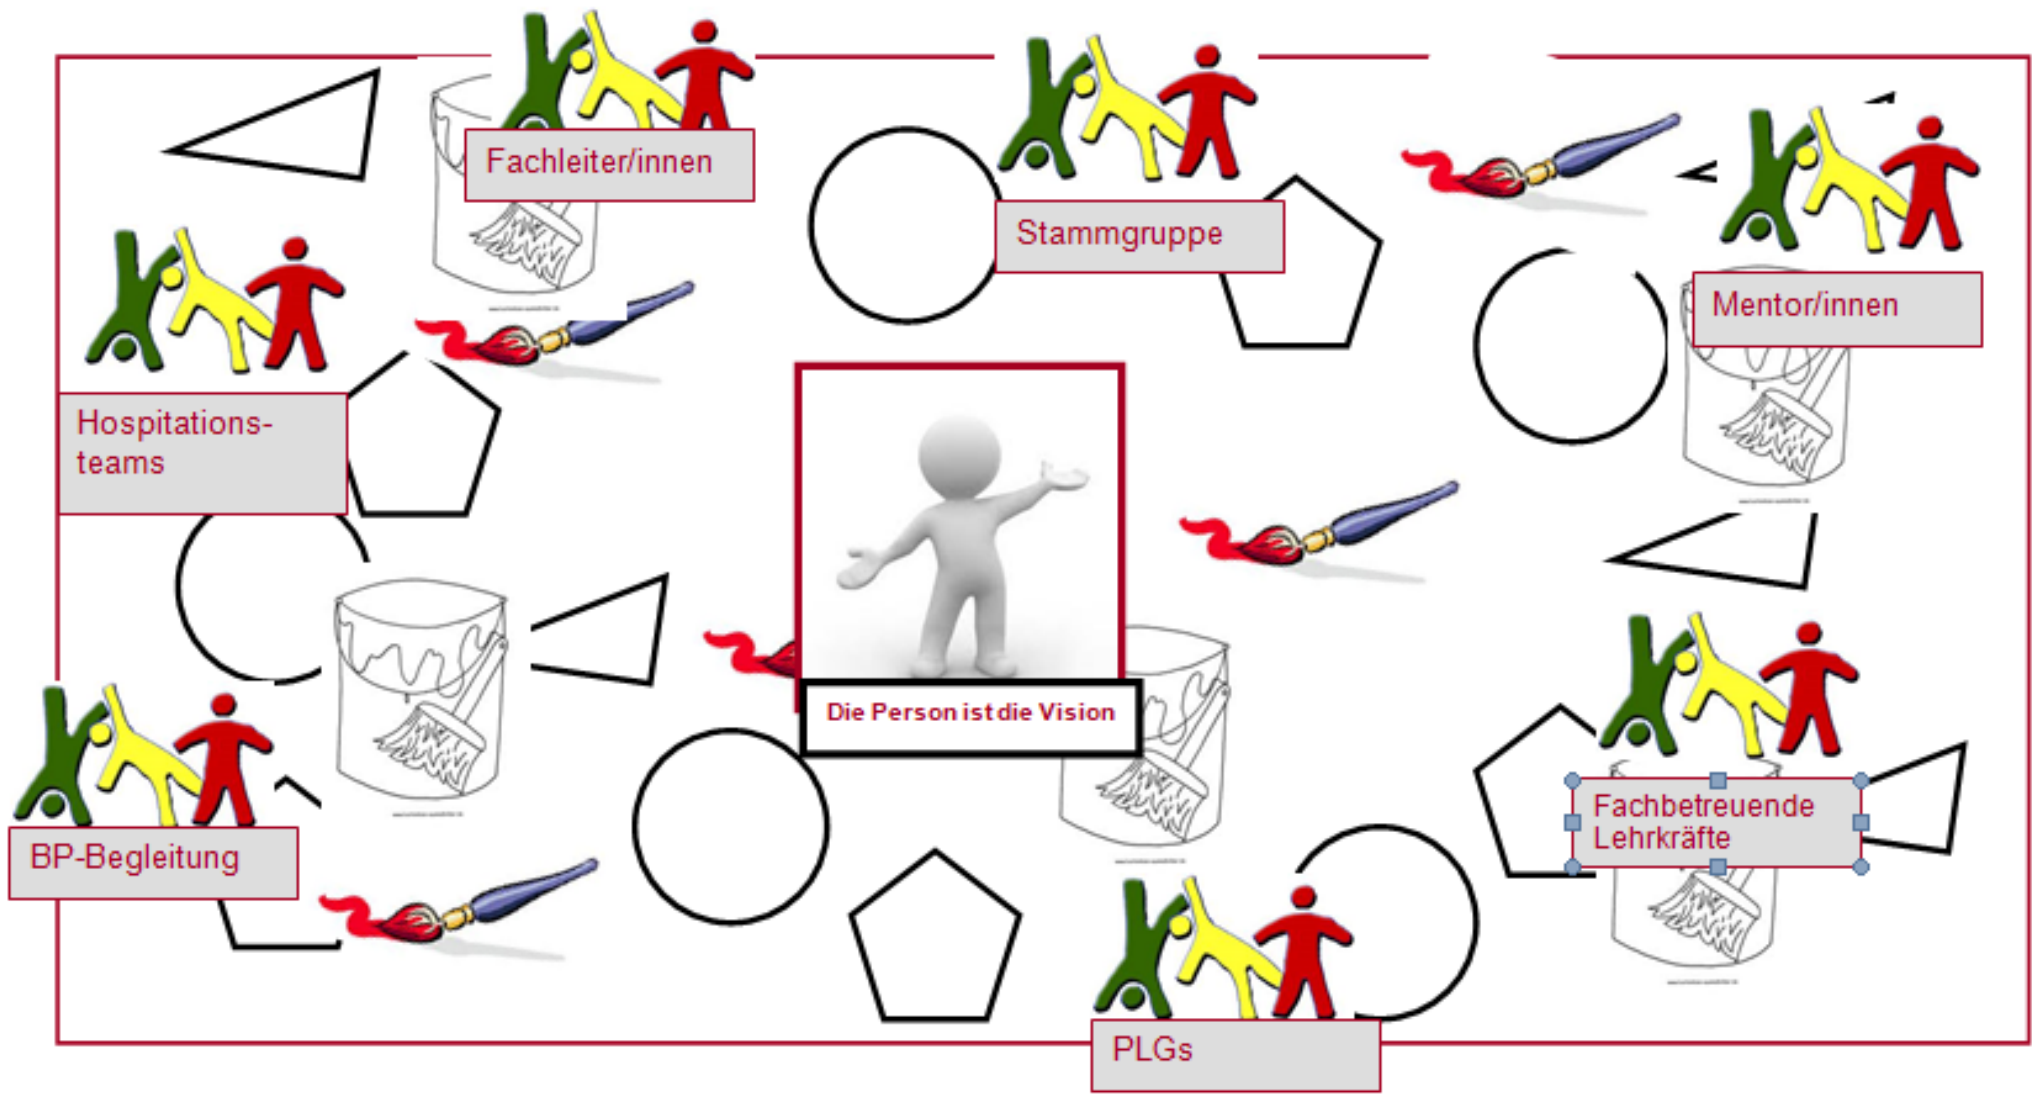 Fachleiter/innen
Stammgruppe
Mentor/innen
Hospitations-
teams
Die Person ist die Vision
Fachbetreuende
Lehrkräfte
BP-Begleitung
PLGs